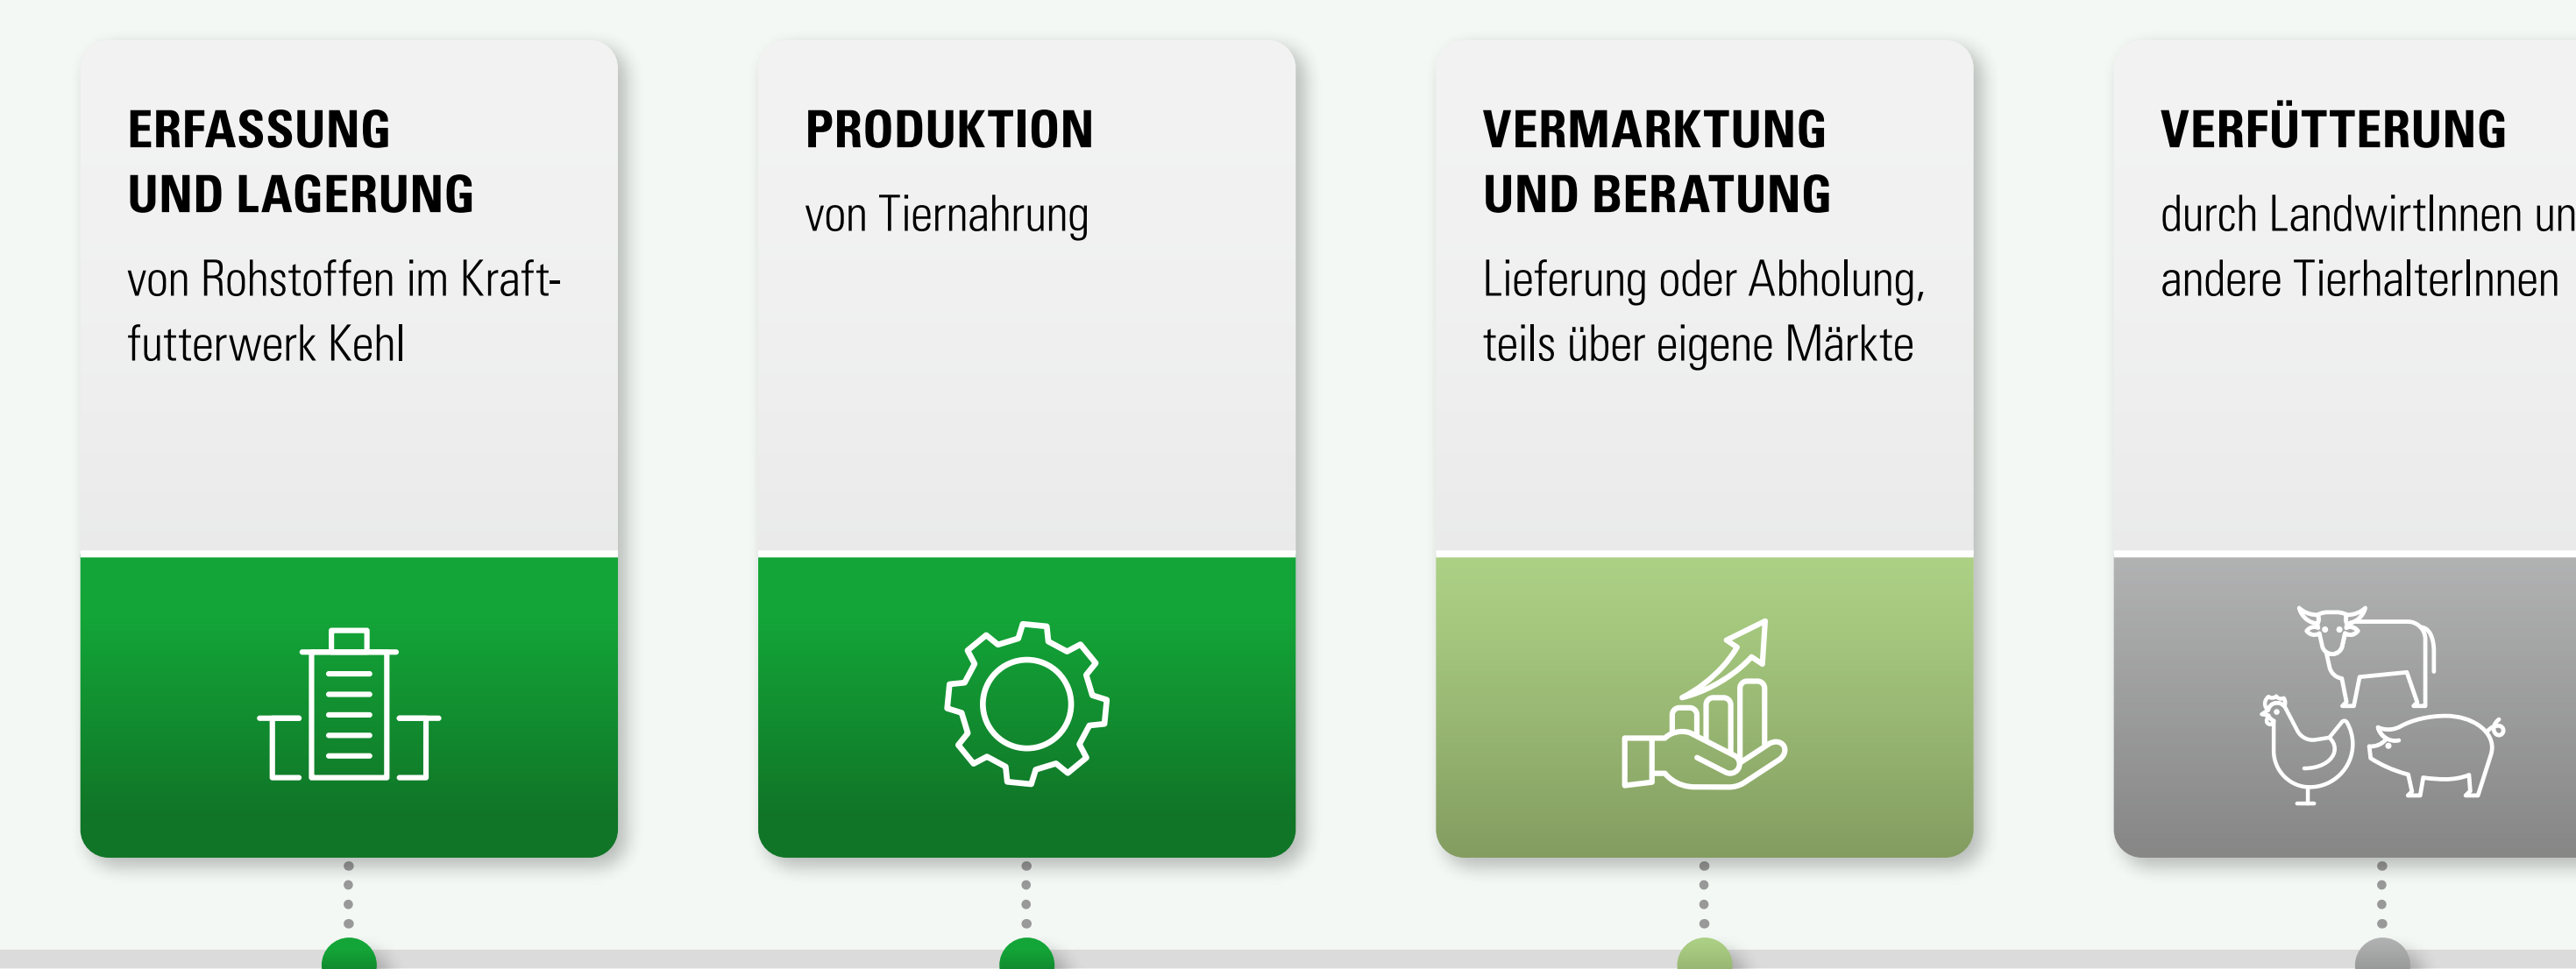 ERFASSUNG
UND LAGERUNG
von Rohstoffen im Kraft-
futterwerk Kehl
PRODUKTION
von Tiernahrung
VERMARKTUNG
UND BERATUNG
Lieferung oder Abholung,
teils über eigene Märkte
VERFÜTTERUNG
durch LandwirtInnen un
andere TierhalterInnen